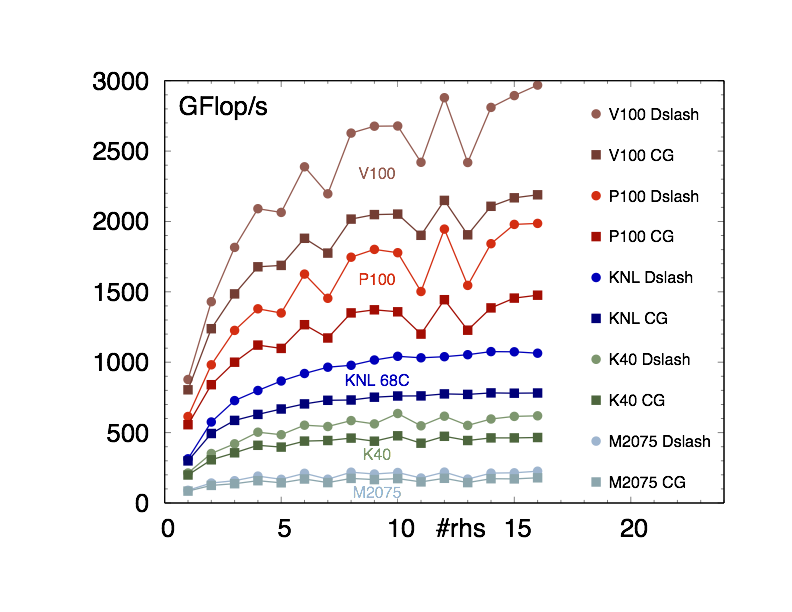 3000
GFlop/s
2500
2000
1500
1000
500
0
V100
P100
KNL 68C
K40
M2075
V100 Dslash
V100 CG
P100 Dslash
P100 CG
KNL Dslash
KNL CG
K40 Dslash
K40 CG
M2075 Dslash
M2075 CG
0 5 10 #rhs 15 20